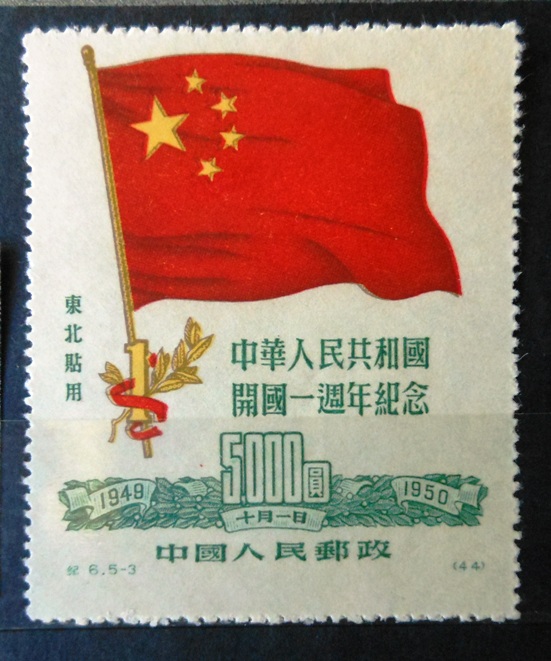 東北貼用
中華人民共和國
開國一週年紀念
5000圓
1949
1950
十月一日
中國人民郵政
紀 6.5-3
(44)